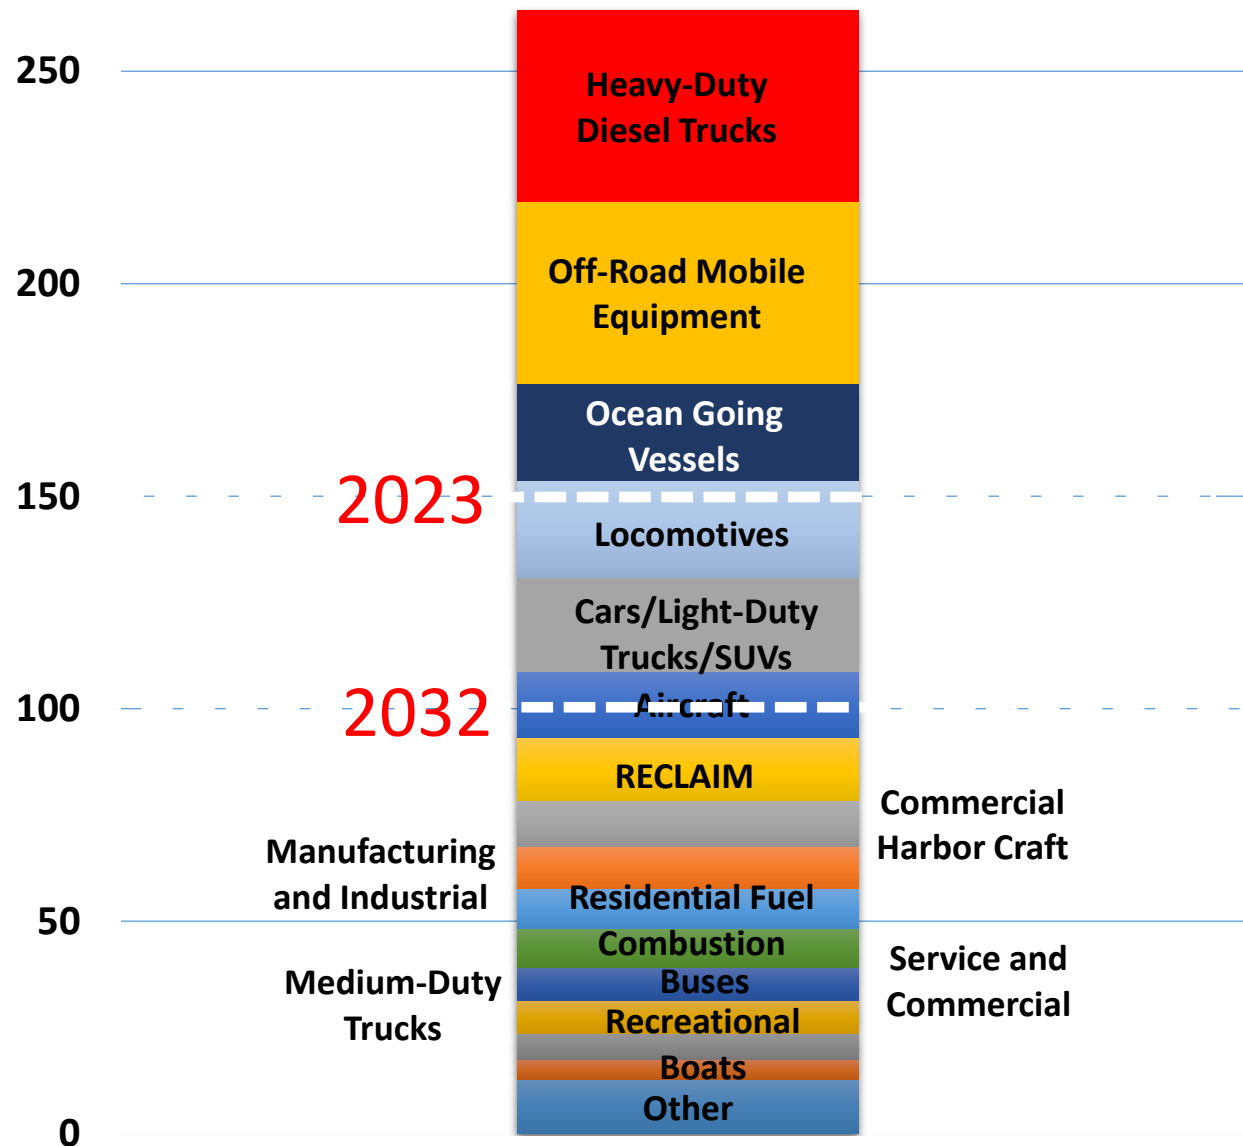 250
Heavy-Duty
Diesel Trucks
200
Off-Road Mobile
Equipment
Ocean Going
Vessels
150
2023
Locomotives
Cars/Light-Duty
Trucks/SUVs
100
2032
Aircraft
RECLAIM
Commercial
Harbor Craft
Manufacturing
and Industrial
Residential Fuel
Combustion
50
Service and
Commercial
Medium-Duty
Trucks
Buses
Recreational
Boats
Other
0